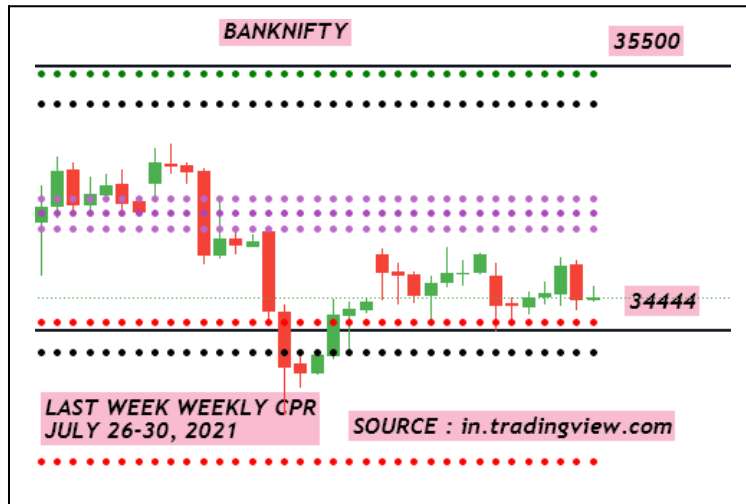 BANKNIFTY
35500
34444
LAST WEEK WEEKLY CPR
JULY 26-30, 2021
SOURCE : in.tradingview.com